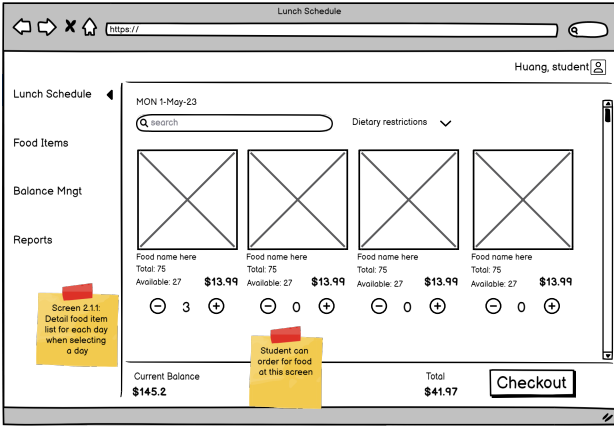 Lunch Schedule
https://
Huang, student
Lunch Schedule
Food Items
Balance Mngt
Reports
MON 1-May-23
search
Dietary restrictions
Food name here
Total: 75
Available: 27
$13.99
3
Food name here
Total: 75
Available: 27
$13.99
0
Food name here
Total: 75
Available: 27
$13.99
0
Food name here
Total: 75
Available: 27
$13.99
0
Screen 2.1.1:
Detail food item
list for each day
when selecting
a day
Student can
order for food
at this screen
Current Balance
$145.2
Total
$41.97
Checkout